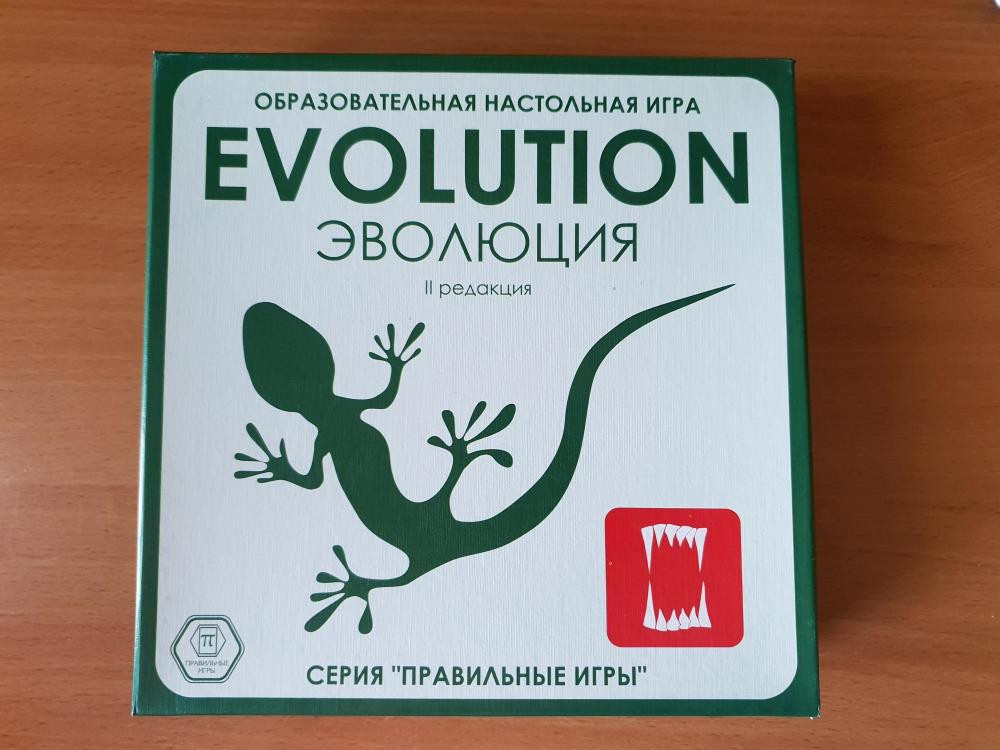 ОБРАЗОВАТЕЛЬНАЯ НАСТОЛЬНАЯ ИГРА
EVOLUTION
ЭВОЛЮЦИЯ
II редакция
π
ПРАВИЛЬНЫЕ
ИГРЫ
СЕРИЯ "ПРАВИЛЬНЫЕ ИГРЫ"